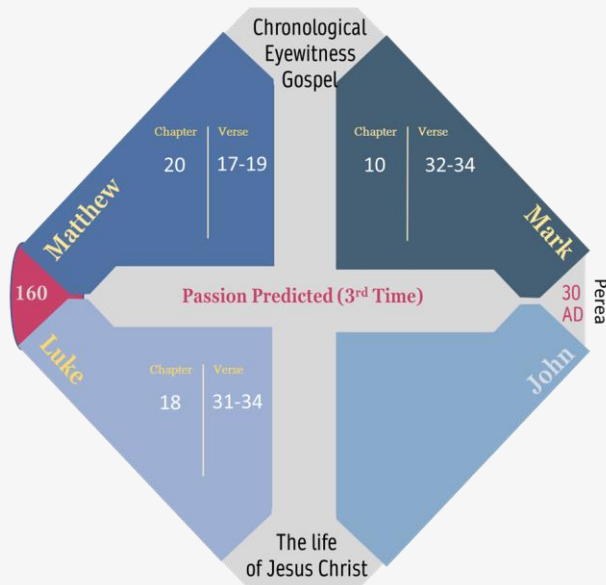 Chronological
Eyewitness
Gospel
Matthew
Chapter Verse
20 17-19
Mark
Chapter Verse
10 32-34
160
Passion Predicted (3rd Time)
30
AD
Perea
Luke
Chapter Verse
18 31-34
John
The life
of Jesus Christ